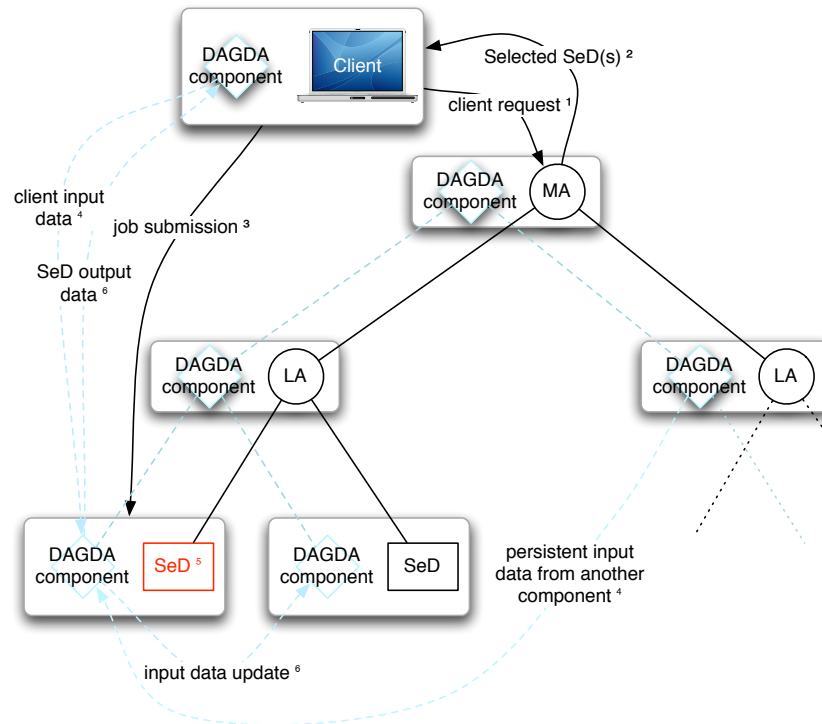 DAGDA
component
Client
Selected SeD(s) ²
client request ¹
DAGDA
component
MA
client input
data ⁴
job submission ³
SeD output
data ⁶
DAGDA
component
LA
DAGDA
component
LA
DAGDA
component
SeD ⁵
DAGDA
component
SeD
persistent input
data from another
component ⁴
input data update ⁶